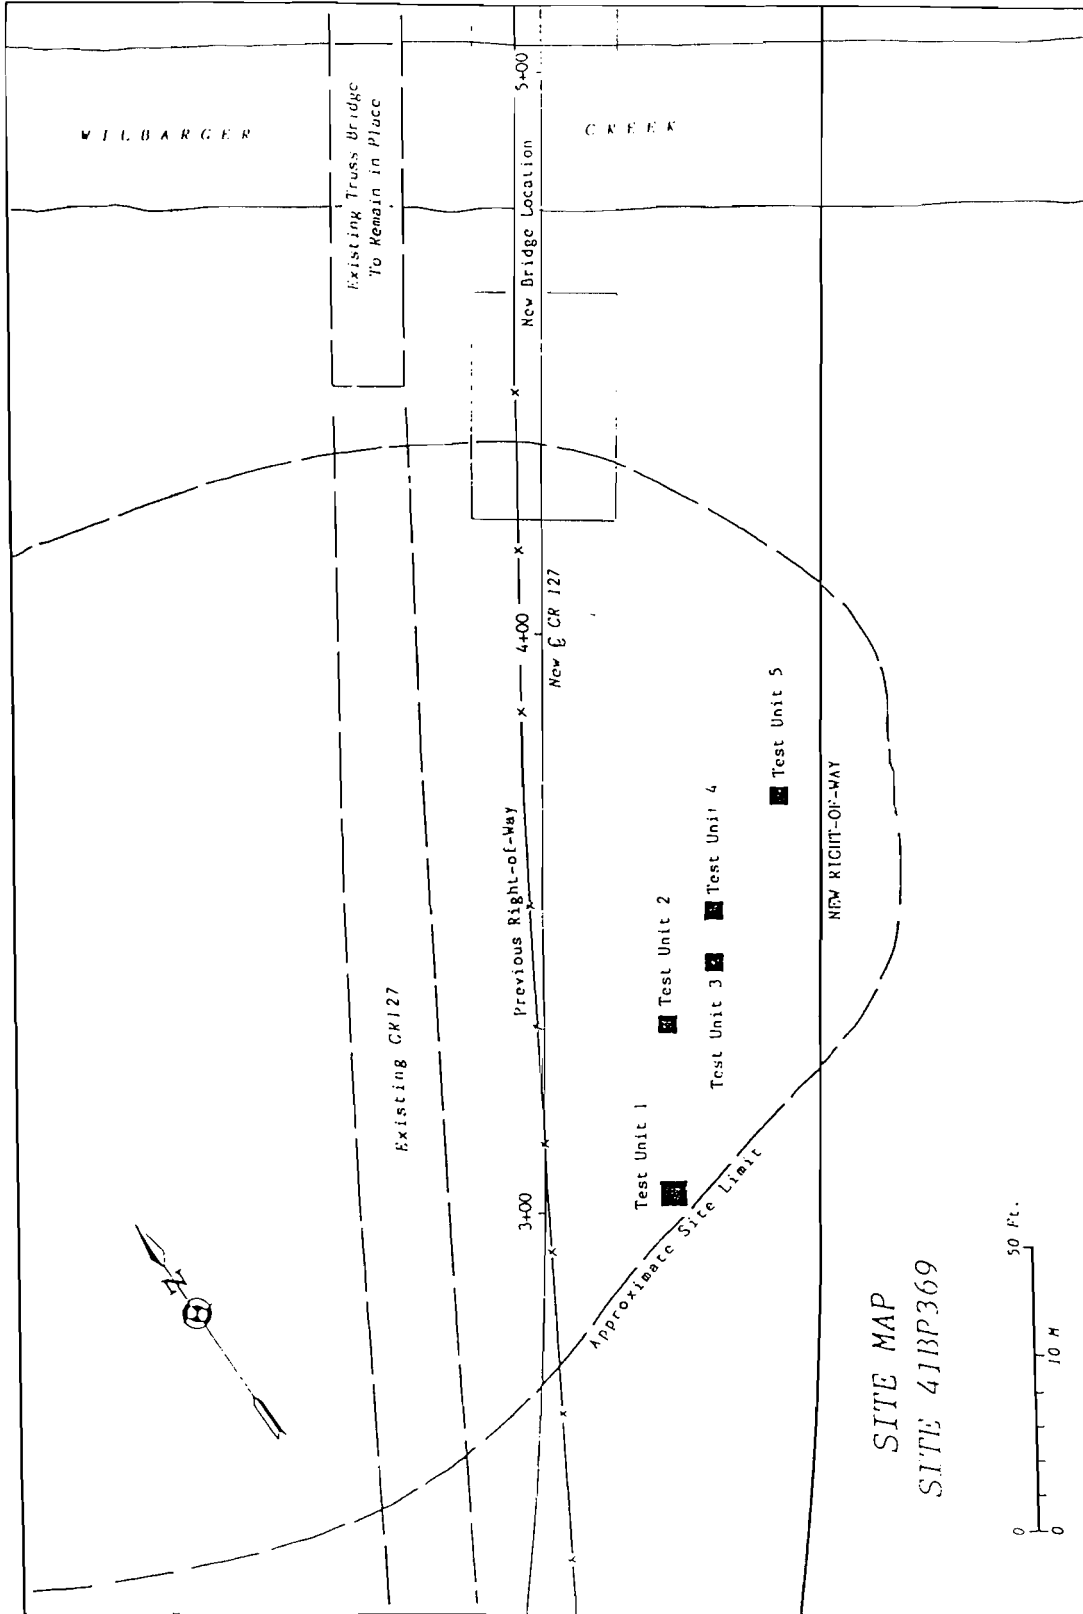 WILBARGER
CREEK
Existing Truss Bridge
To Remain in Place
New Bridge Location
5+00
4+00
New ℄ CR 127
Previous Right-of-Way
Existing CR127
3+00
Test Unit 1
Test Unit 2
Test Unit 3
Test Unit 4
Test Unit 5
NEW RIGHT-OF-WAY
Approximate Site Limit
N
SITE MAP
SITE 41BP369
0
50 Ft.
0
10 M